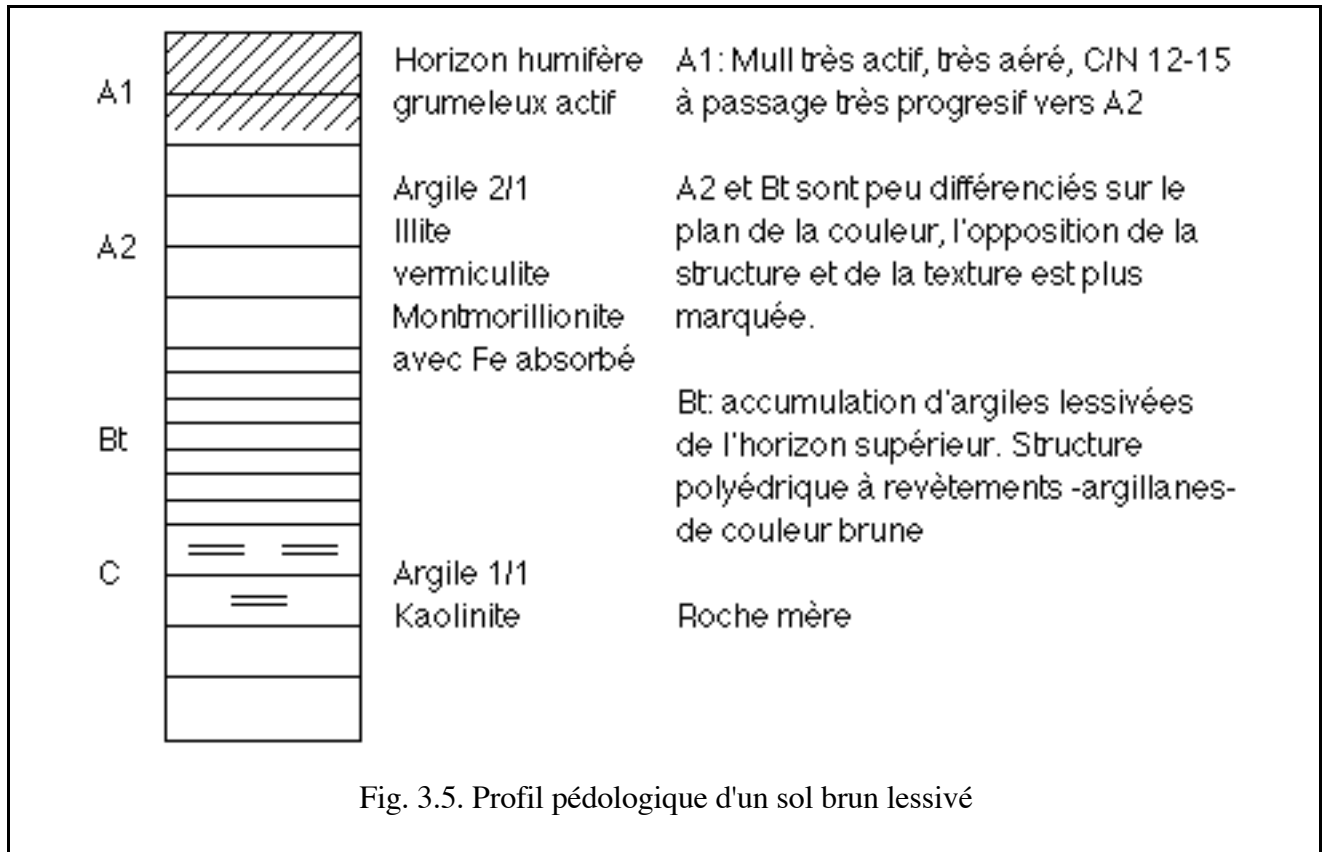 A1
Horizon humifère
grumeleux actif
A1: Mull très actif, très aéré, C/N 12-15
à passage très progresif vers A2
A2
Argile 2/1
Illite
vermiculite
Montmorillionite
avec Fe absorbé
A2 et Bt sont peu différenciés sur le
plan de la couleur, l'opposition de la
structure et de la texture est plus
marquée.
Bt
Bt: accumulation d'argiles lessivées
de l'horizon supérieur. Structure
polyédrique à revètements -argillanes-
de couleur brune
C
Argile 1/1
Kaolinite
Roche mère
Fig. 3.5. Profil pédologique d'un sol brun lessivé